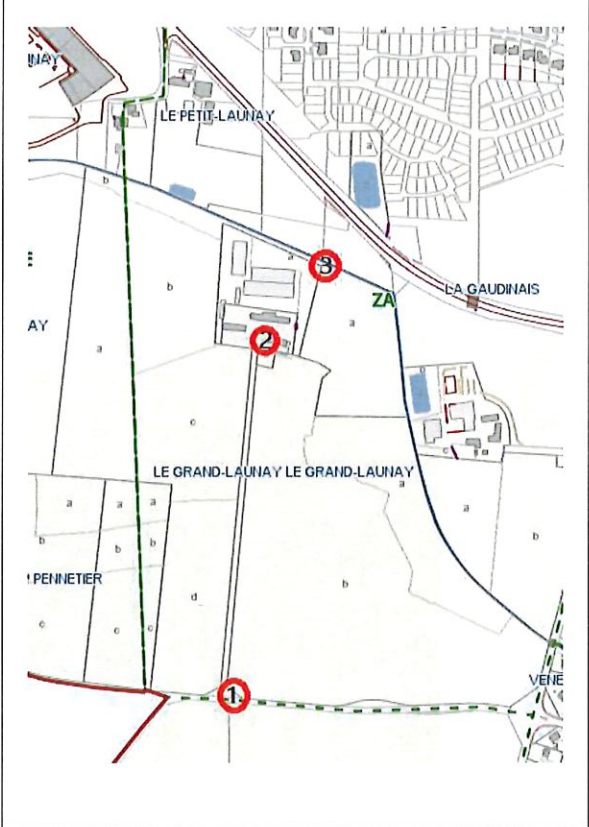 NAY
LE PETIT-LAUNAY
a
b
3
a
ZA
LA GAUDINAIS
E
b
AY
a
a
2
c
c
c
LE GRAND-LAUNAY LE GRAND-LAUNAY
a
a
a
a
a
b
b
b
b
PENNETIER
d
b
c
c
c
1
VENE